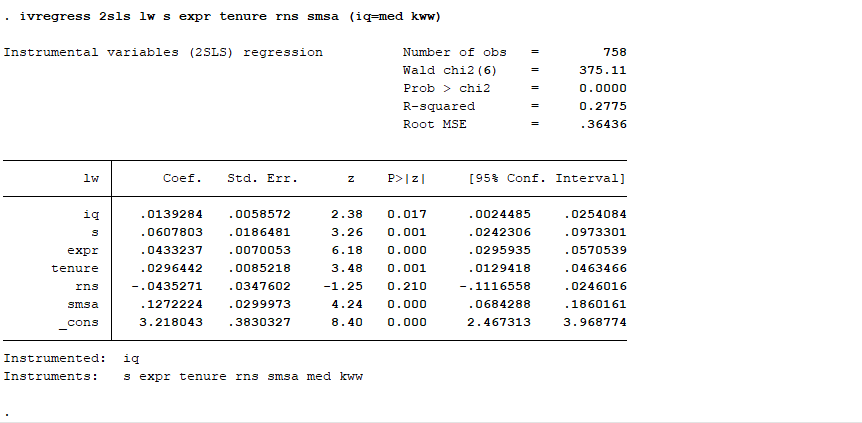 . ivregress 2sls lw s expr tenure rns smsa (iq=med kww)
Instrumental variables (2SLS) regression Number of obs = 758
Wald chi2(6) = 375.11
Prob > chi2 = 0.0000
R-squared = 0.2775
Root MSE = .36436
lw Coef. Std. Err. z P>|z| [95% Conf. Interval]
iq .0139284 .0058572 2.38 0.017 .0024485 .0254084
s .0607803 .0186481 3.26 0.001 .0242306 .0973301
expr .0433237 .0070053 6.18 0.000 .0295935 .0570539
tenure .0296442 .0085218 3.48 0.001 .0129418 .0463466
rns -.0435271 .0347602 -1.25 0.210 -.1116558 .0246016
smsa .1272224 .0299973 4.24 0.000 .0684288 .1860161
_cons 3.218043 .3830327 8.40 0.000 2.467313 3.968774
Instrumented: iq
Instruments: s expr tenure rns smsa med kww
.